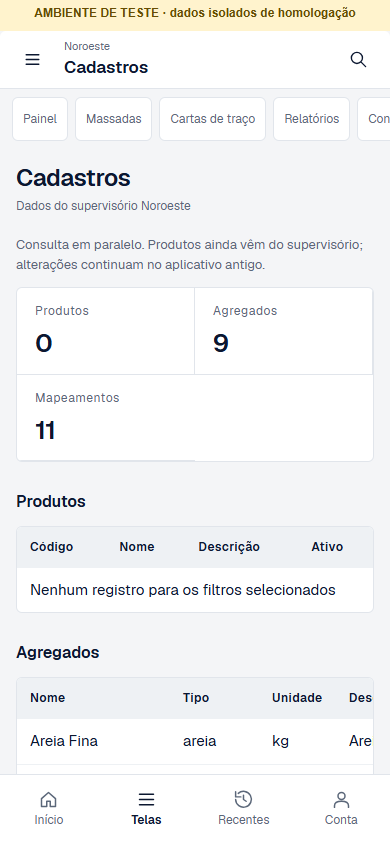 AMBIENTE DE TESTE · dados isolados de homologação
Noroeste
Cadastros
Painel
Massadas
Cartas de traço
Relatórios
Con
Cadastros
Dados do supervisório Noroeste
Consulta em paralelo. Produtos ainda vêm do supervisório;
alterações continuam no aplicativo antigo.
Produtos
0
Agregados
9
Mapeamentos
11
Produtos
Código Nome Descrição Ativo
Nenhum registro para os filtros selecionados
Agregados
Nome Tipo Unidade Des
Areia Fina areia kg Are
Início
Telas
Recentes
Conta